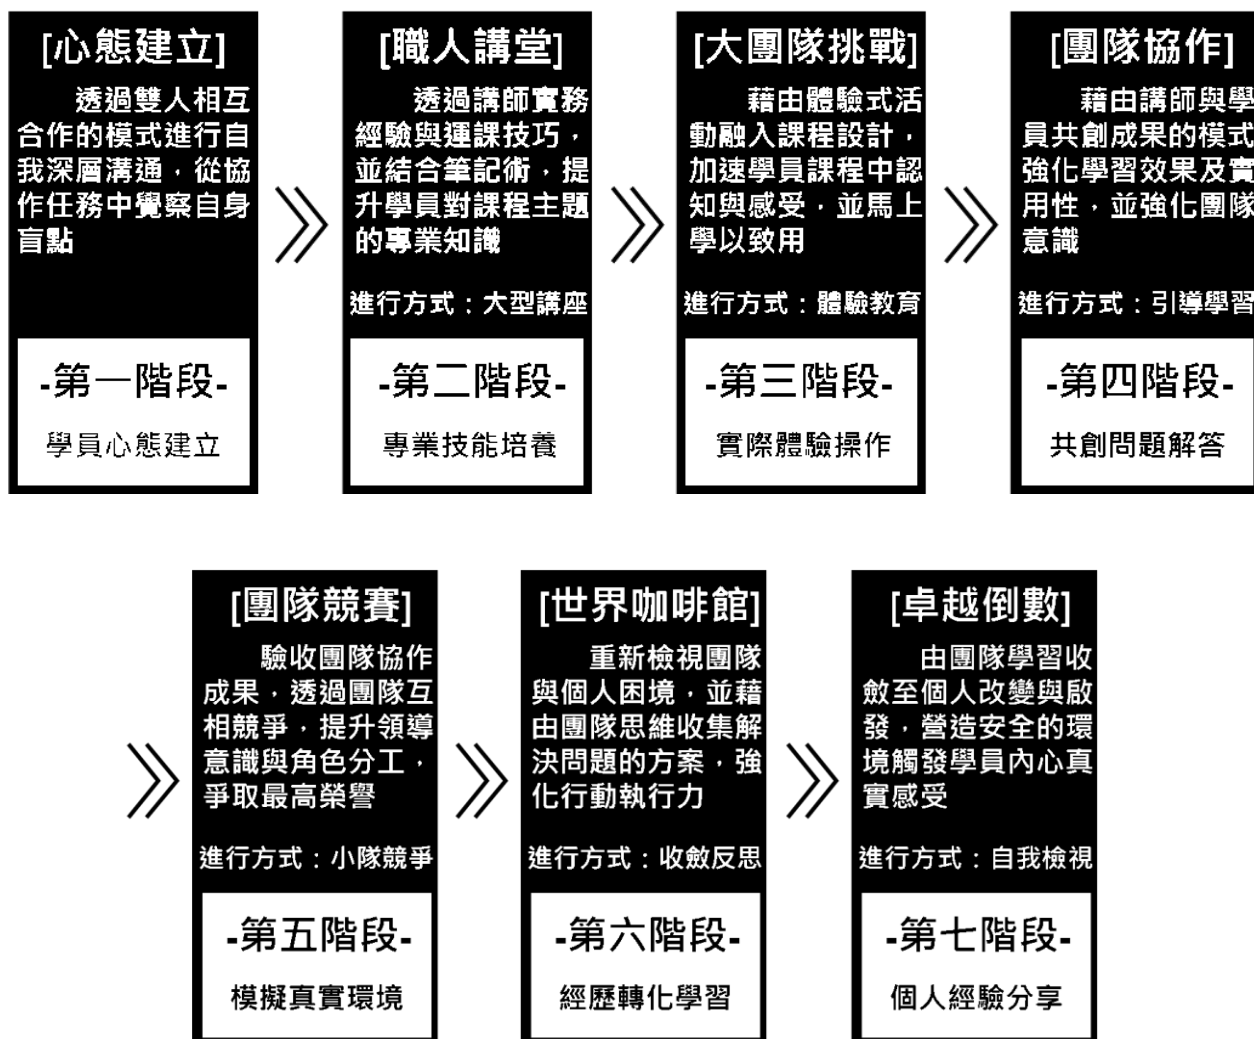 [心態建立]
透過雙人相互
合作的模式進行自
我深層溝通，從協
作任務中覺察自身
盲點
-第一階段-
學員心態建立
[職人講堂]
透過講師實務
經驗與運課技巧，
並結合筆記術，提
升學員對課程主題
的專業知識
進行方式：大型講座
-第二階段-
專業技能培養
[大團隊挑戰]
藉由體驗式活
動融入課程設計，
加速學員課程中認
知與感受，並馬上
學以致用
進行方式：體驗教育
-第三階段-
實際體驗操作
[團隊協作]
藉由講師與學
員共創成果的模式
強化學習效果及實
用性，並強化團隊
意識
進行方式：引導學習
-第四階段-
共創問題解答
[團隊競賽]
驗收團隊協作
成果，透過團隊互
相競爭，提升領導
意識與角色分工，
爭取最高榮譽
進行方式：小隊競爭
-第五階段-
模擬真實環境
[世界咖啡館]
重新檢視團隊
與個人困境，並藉
由團隊思維收集解
決問題的方案，強
化行動執行力
進行方式：收斂反思
-第六階段-
經歷轉化學習
[卓越倒數]
由團隊學習收
斂至個人改變與啟
發，營造安全的環
境觸發學員內心真
實感受
進行方式：自我檢視
-第七階段-
個人經驗分享